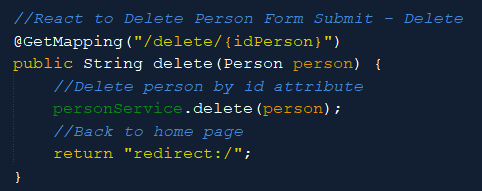 //React to Delete Person Form Submit - Delete
@GetMapping("/delete/{idPerson}")
public String delete(Person person) {
    //Delete person by id attribute
    personService.delete(person);
    //Back to home page
    return "redirect:/";
}